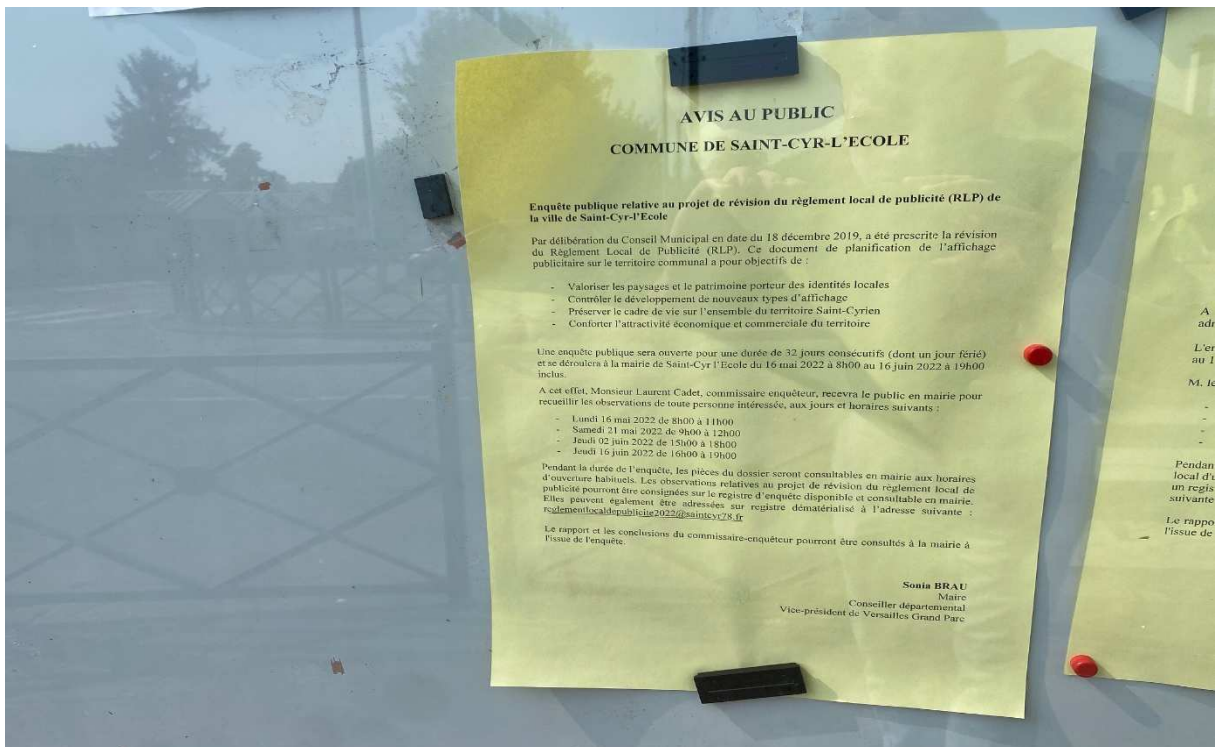 AVIS AU PUBLIC
COMMUNE DE SAINT-CYR-L'ECOLE
Enquête publique relative au projet de révision du règlement local de publicité (RLP) de
la ville de Saint-Cyr-l'Ecole
Par délibération du Conseil Municipal en date du 18 décembre 2019, a été prescrite la révision
du Règlement Local de Publicité (RLP). Ce document de planification de l'affichage
publicitaire sur le territoire communal a pour objectifs de :
- Valoriser les paysages et le patrimoine porteur des identités locales
- Contrôler le développement de nouveaux types d'affichage
- Préserver le cadre de vie sur l'ensemble du territoire Saint-Cyrien
- Conforter l'attractivité économique et commerciale du territoire
Une enquête publique sera ouverte pour une durée de 32 jours consécutifs (dont un jour férié)
et se déroulera à la mairie de Saint-Cyr l'Ecole du 16 mai 2022 à 8h00 au 16 juin 2022 à 19h00
inclus.
A cet effet, Monsieur Laurent Cadet, commissaire enquêteur, recevra le public en mairie pour
recueillir les observations de toute personne intéressée, aux jours et horaires suivants :
- Lundi 16 mai 2022 de 8h00 à 11h00
- Samedi 21 mai 2022 de 9h00 à 12h00
- Jeudi 02 juin 2022 de 15h00 à 18h00
- Jeudi 16 juin 2022 de 16h00 à 19h00
Pendant la durée de l'enquête, les pièces du dossier seront consultables en mairie aux horaires
d'ouverture habituels. Les observations relatives au projet de révision du règlement local de
publicité pourront être consignées sur le registre d'enquête disponible et consultable en mairie.
Elles peuvent également être adressées sur registre dématérialisé à l'adresse suivante :
reglementlocaldepublicite2022@saintcyr78.fr
Le rapport et les conclusions du commissaire-enquêteur pourront être consultés à la mairie à
l'issue de l'enquête.
Sonia BRAU
Maire
Conseiller départemental
Vice-président de Versailles Grand Parc
A
L'e
au 1
M. le
-
-
-
-
Pendan
local d'u
un regis
suivante
Le rappo
l'issue de